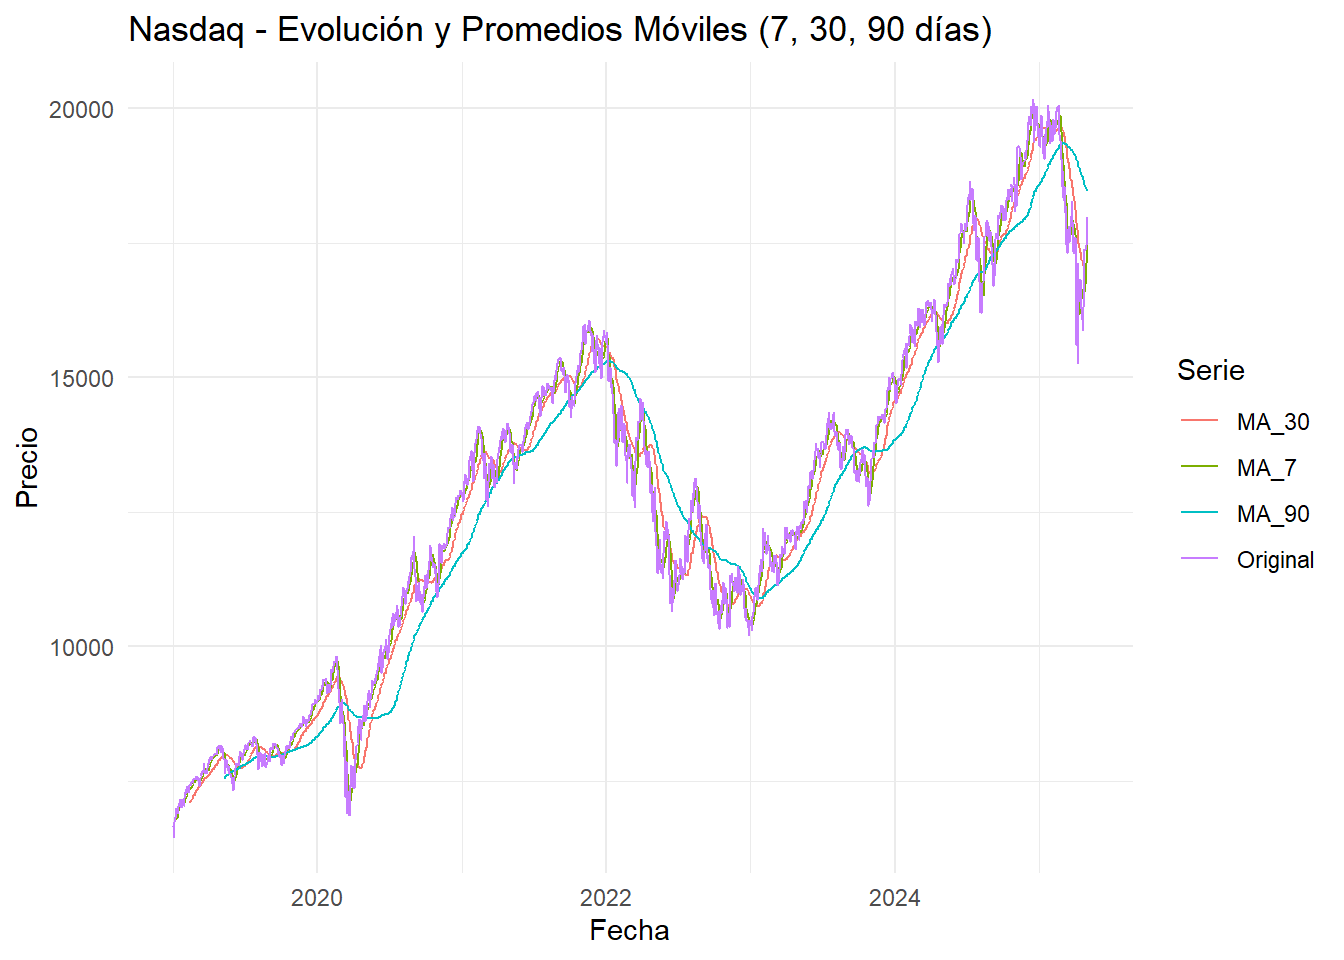 Nasdaq - Evolución y Promedios Móviles (7, 30, 90 días)
20000
15000
10000
Precio
2020
2022
2024
Fecha
Serie
MA_30
MA_7
MA_90
Original